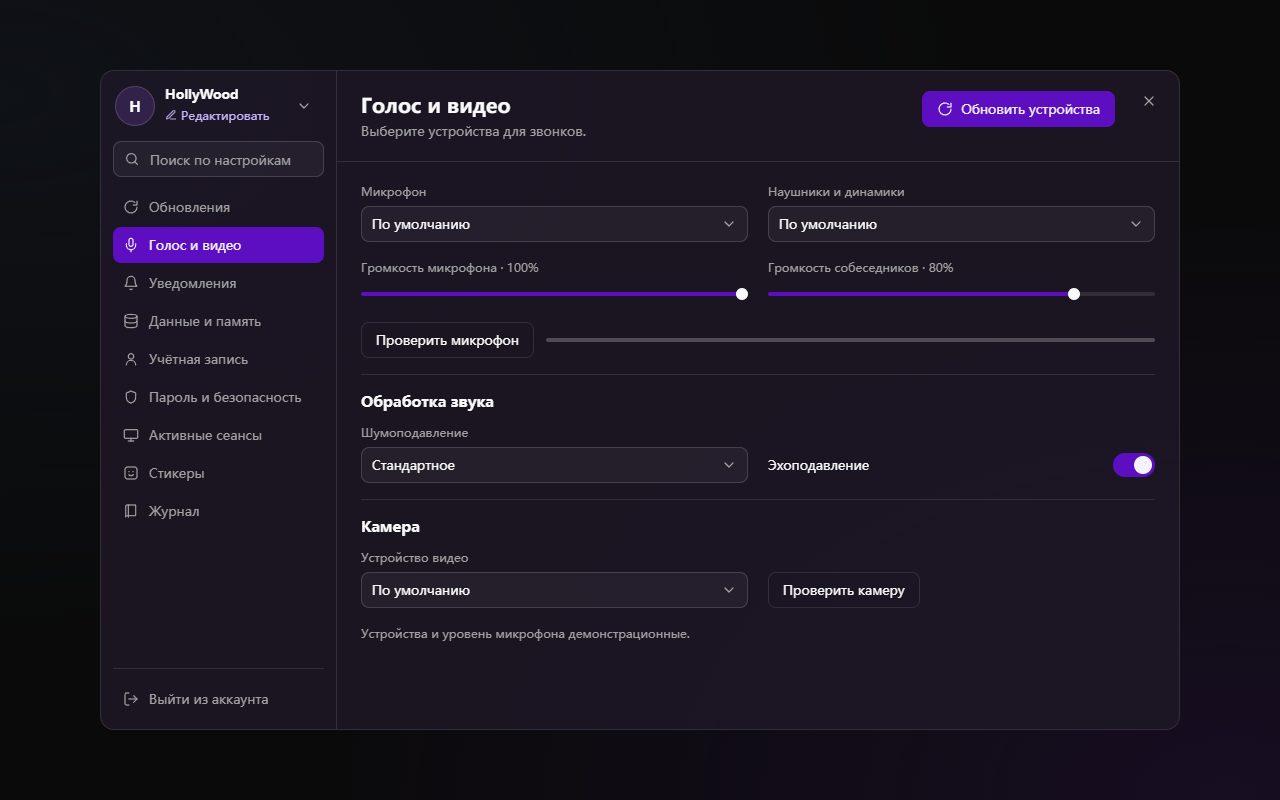 H
HollyWood
Редактировать
Поиск по настройкам
Обновления
Голос и видео
Уведомления
Данные и память
Учётная запись
Пароль и безопасность
Активные сеансы
Стикеры
Журнал
Выйти из аккаунта
Голос и видео
Выберите устройства для звонков.
Обновить устройства
Микрофон
По умолчанию
Наушники и динамики
По умолчанию
Громкость микрофона · 100%
Громкость собеседников · 80%
Проверить микрофон
Обработка звука
Шумоподавление
Стандартное
Эхоподавление
Камера
Устройство видео
По умолчанию
Проверить камеру
Устройства и уровень микрофона демонстрационные.